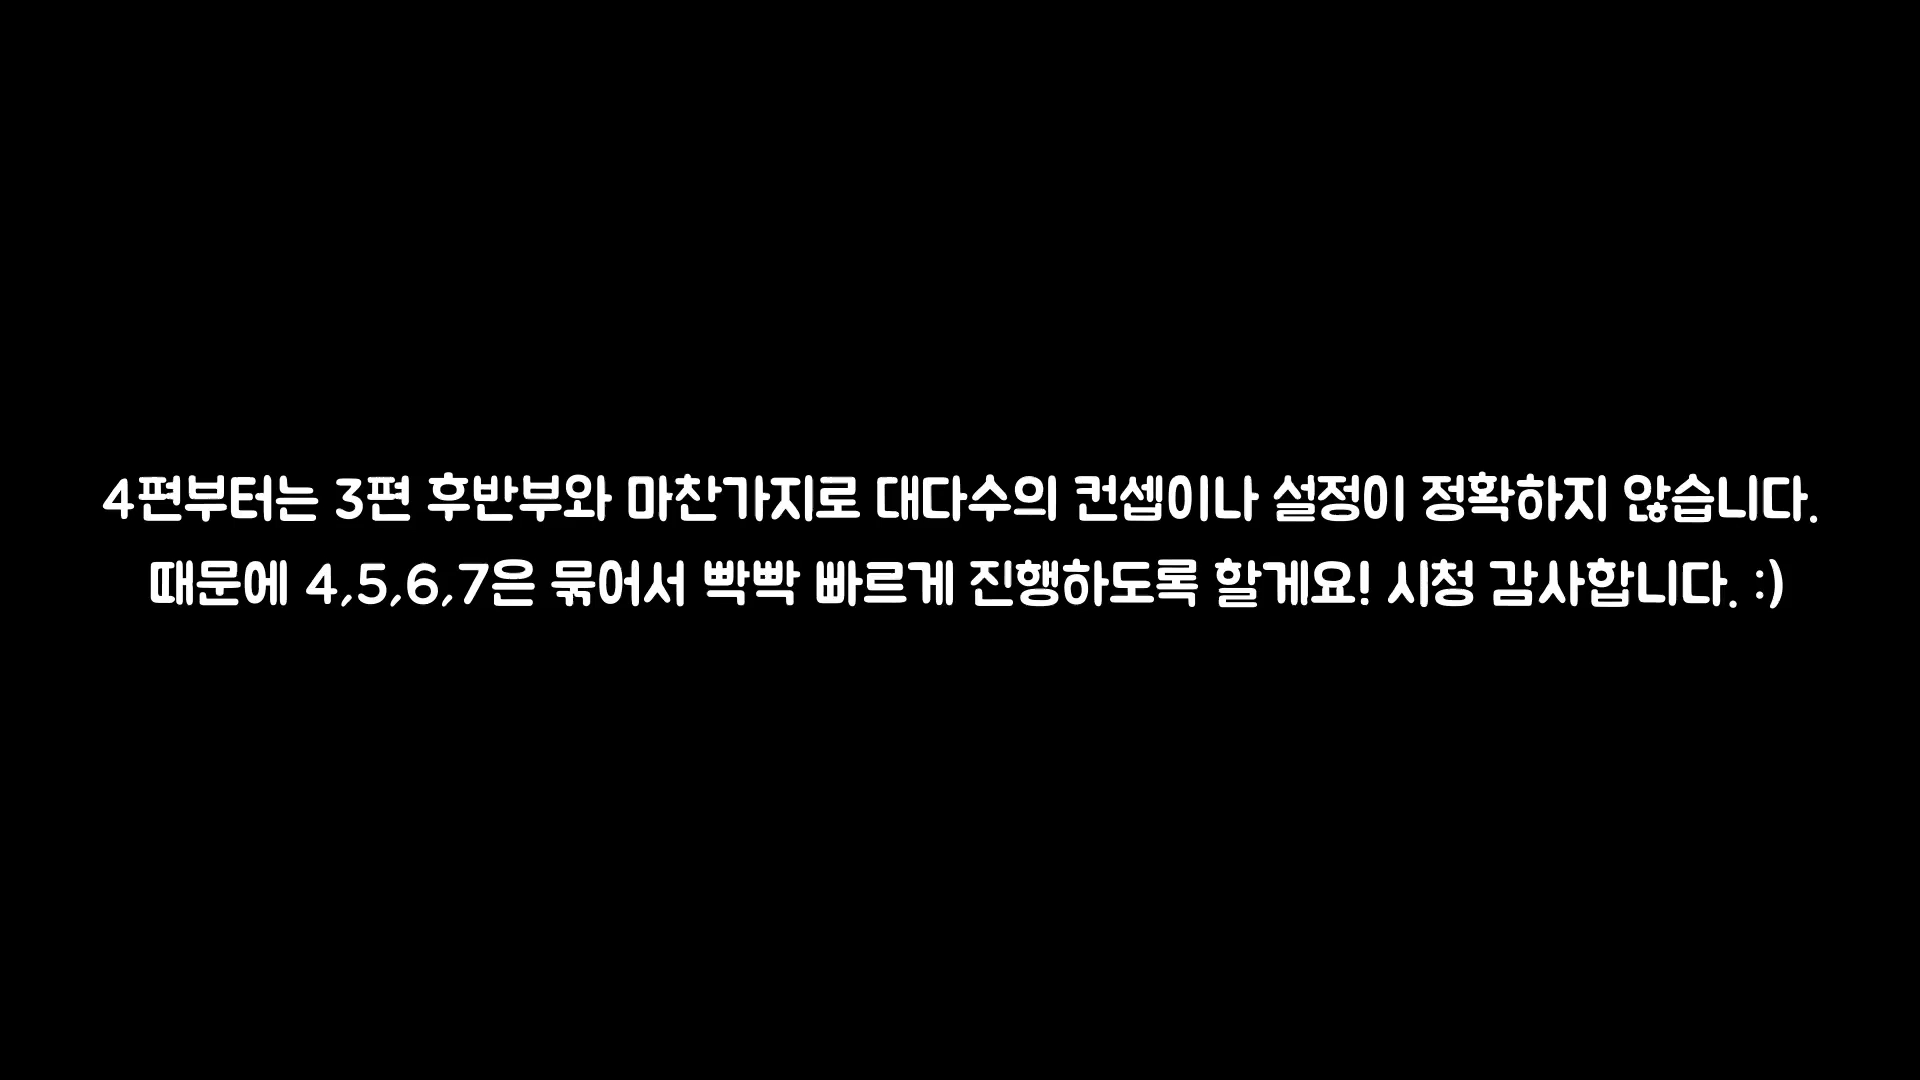 4편부터는 3편 후반부와 마찬가지로 대다수의 컨셉이나 설정이 정확하지 않습니다.
때문에 4,5,6,7은 묶어서 빡빡 빠르게 진행하도록 할게요! 시청 감사합니다. :)